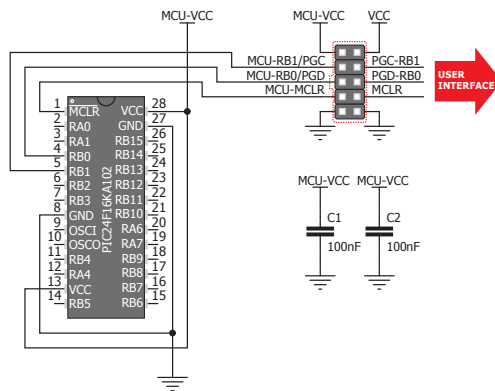 MCU-VCC
MCU-VCC VCC
MCU-RB1/PGC PGC-RB1
MCU-RB0/PGD PGD-RB0
MCU-MCLR MCLR
USER
INTERFACE
1 MCLR VCC 28
2 RA0 GND 27
3 RA1 RB15 26
4 RB0 RB14 25
5 RB1 RB13 24
6 RB2 RB12 23
7 RB3 RB11 22
8 GND RB10 21
9 OSCI RA6 20
10 OSCO RA7 19
11 RB4 RB9 18
12 RA4 RB8 17
13 VCC RB7 16
14 RB5 RB6 15
PIC24F16KA102
MCU-VCC MCU-VCC
C1 C2
100nF 100nF